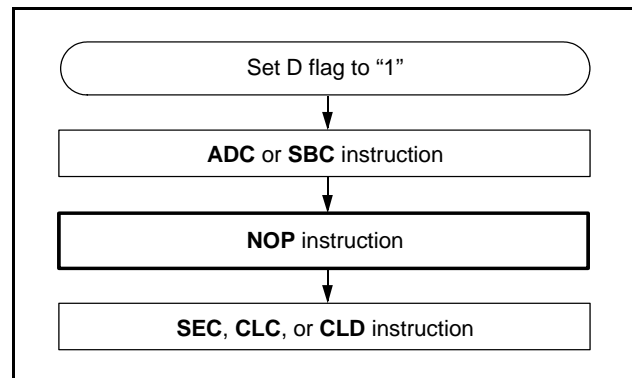 Set D flag to “1”
ADC or SBC instruction
NOP instruction
SEC, CLC, or CLD instruction